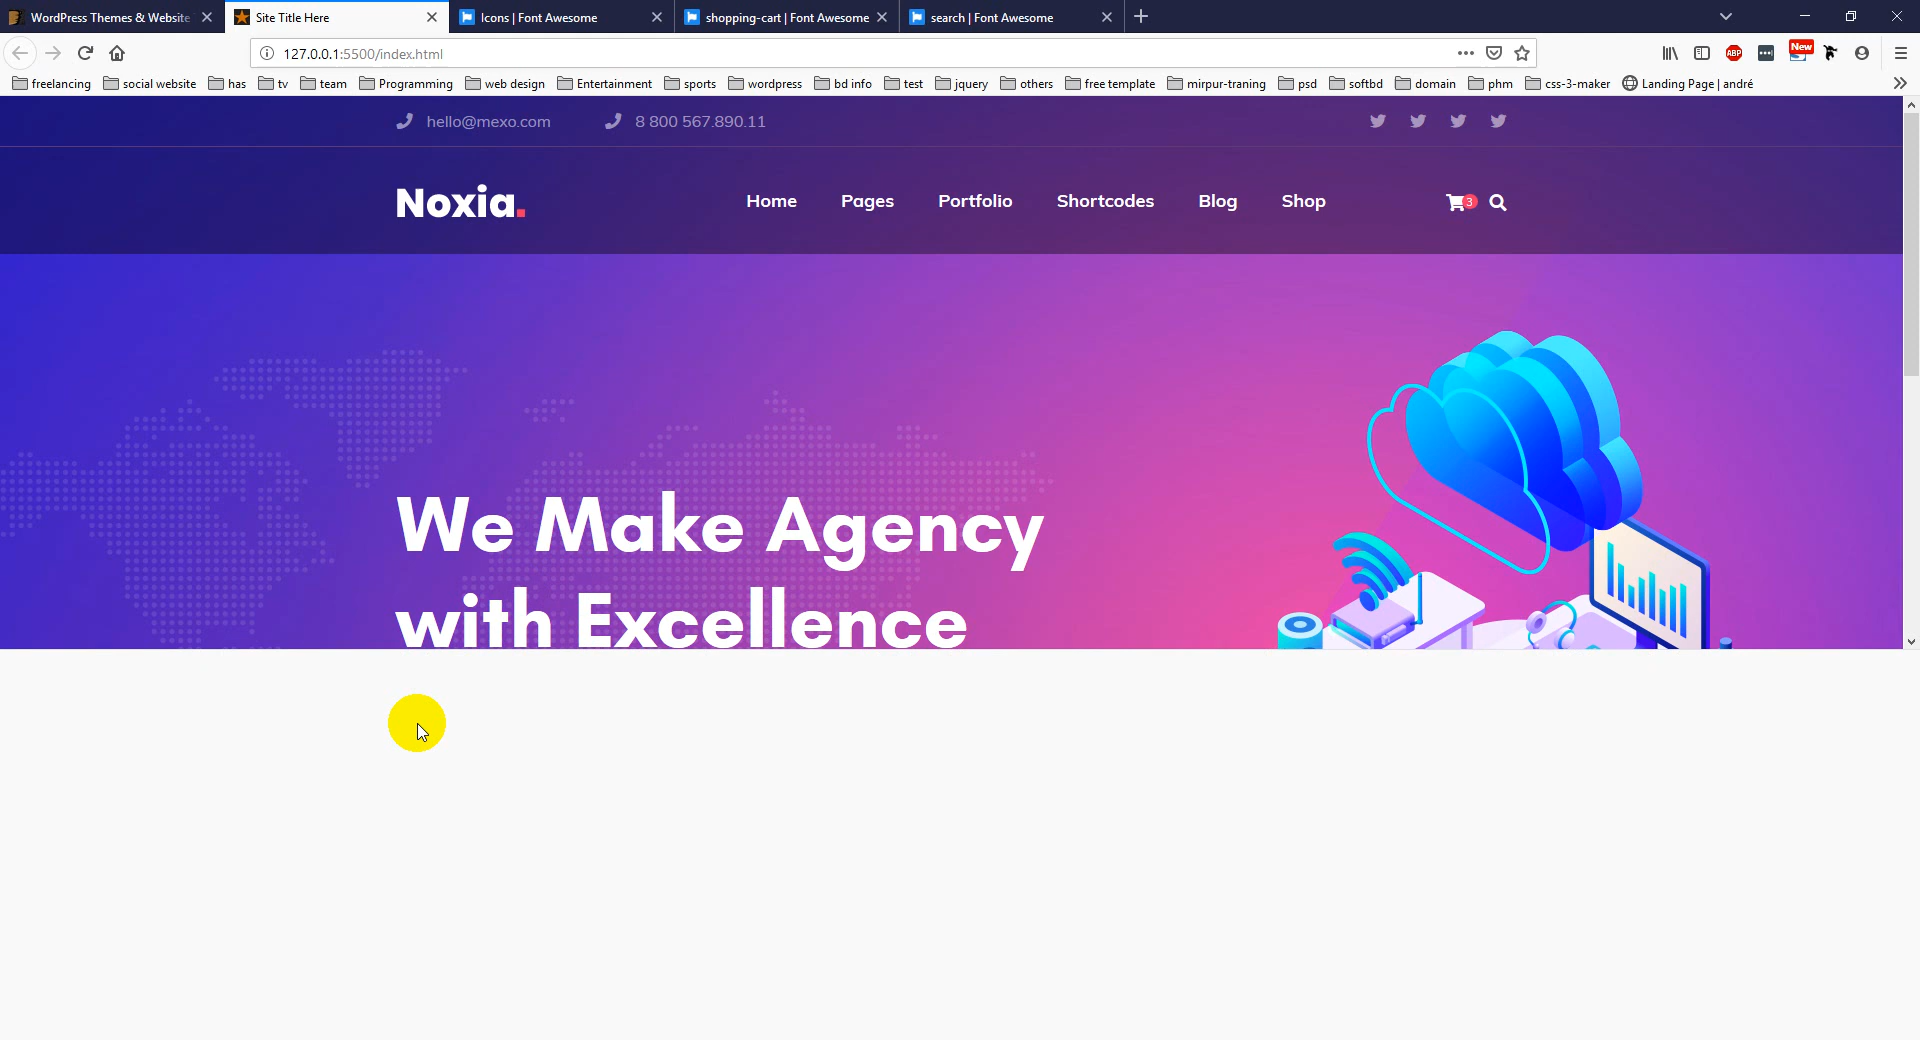 WordPress Themes & Website
Site Title Here
Icons | Font Awesome
shopping-cart | Font Awesome
search | Font Awesome
127.0.0.1:5500/index.html
ABP
New
freelancing
social website
has
tv
team
Programming
web design
Entertainment
sports
wordpress
bd info
test
jquery
others
free template
mirpur-traning
psd
softbd
domain
phm
css-3-maker
Landing Page | andré
hello@mexo.com
8 800 567.890.11
Noxia.
Home
Pages
Portfolio
Shortcodes
Blog
Shop
3
We Make Agency
with Excellence